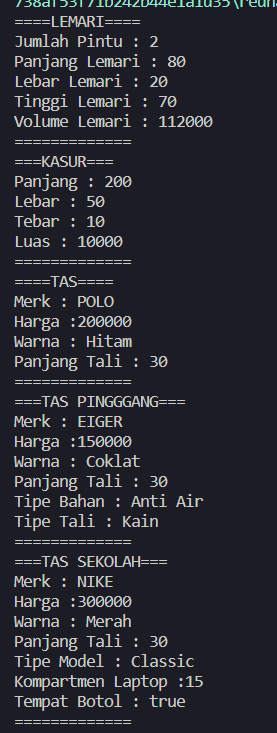 ====LEMARI====
Jumlah Pintu : 2
Panjang Lemari : 80
Lebar Lemari : 20
Tinggi Lemari : 70
Volume Lemari : 112000
=============
===KASUR===
Panjang : 200
Lebar : 50
Tebar : 10
Luas : 10000
=============
====TAS====
Merk : POLO
Harga :200000
Warna : Hitam
Panjang Tali : 30
=============
===TAS PINGGGANG===
Merk : EIGER
Harga :150000
Warna : Coklat
Panjang Tali : 30
Tipe Bahan : Anti Air
Tipe Tali : Kain
=============
===TAS SEKOLAH===
Merk : NIKE
Harga :300000
Warna : Merah
Panjang Tali : 30
Tipe Model : Classic
Kompartmen Laptop :15
Tempat Botol : true
=============